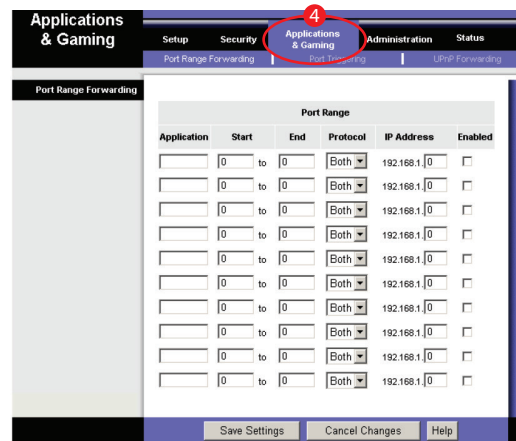 Applications
& Gaming
4
Setup Security Applications & Gaming Administration Status
Port Range Forwarding Port Triggering UPnP Forwarding
Port Range Forwarding
Port Range
Application Start End Protocol IP Address Enabled
0 to 0 Both 192.168.1. 0
0 to 0 Both 192.168.1. 0
0 to 0 Both 192.168.1. 0
0 to 0 Both 192.168.1. 0
0 to 0 Both 192.168.1. 0
0 to 0 Both 192.168.1. 0
0 to 0 Both 192.168.1. 0
0 to 0 Both 192.168.1. 0
0 to 0 Both 192.168.1. 0
0 to 0 Both 192.168.1. 0
Save Settings Cancel Changes Help